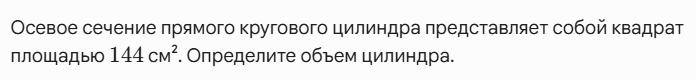 Осевое сечение прямого кругового цилиндра представляет собой квадрат
площадью 144 см². Определите объем цилиндра.